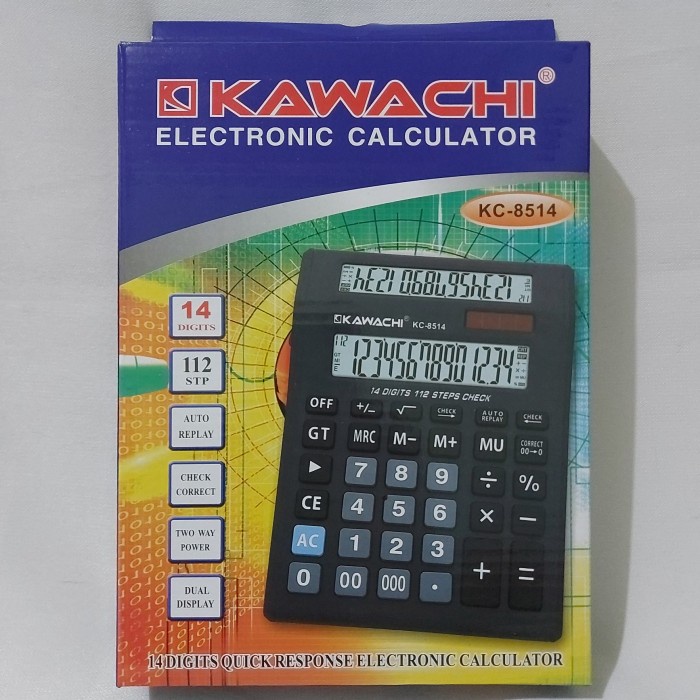 KAWACHI®
ELECTRONIC CALCULATOR
KC-8514
14
DIGITS
112
STP
AUTO
REPLAY
CHECK
CORRECT
TWO WAY
POWER
DUAL
DISPLAY
KAWACHI® KC-8514
112
12345678901234
14 DIGITS 112 STEPS CHECK
OFF +/- √ CHECK→ AUTO REPLAY CHECK←
GT MRC M− M+ MU CORRECT 00→0
▶ 7 8 9 ÷ %
CE 4 5 6 × −
AC 1 2 3 + =
0 00 000 ·
14 DIGITS QUICK RESPONSE ELECTRONIC CALCULATOR